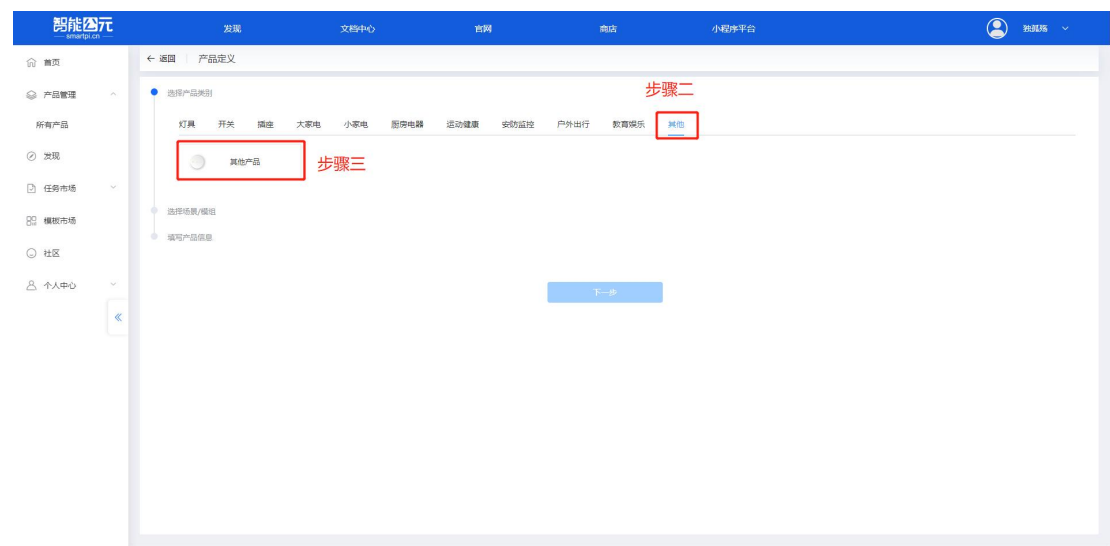 智能公元
smartpi.cn
发现
文档中心
官网
商店
小程序平台
独孤殇
首页
产品管理
所有产品
发现
任务市场
模板市场
社区
个人中心
返回
产品定义
选择产品类别
步骤二
灯具 开关 插座 大家电 小家电 厨房电器 运动健康 安防监控 户外出行 教育娱乐 其他
其他产品
步骤三
选择场景/模组
填写产品信息
下一步